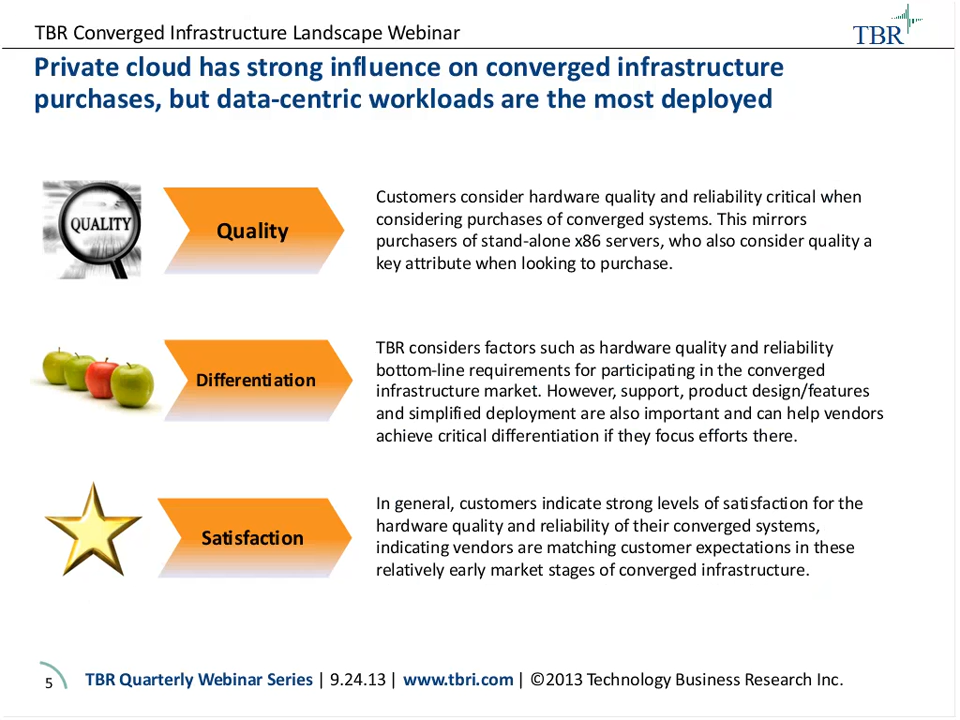 TBR Converged Infrastructure Landscape Webinar
TBR
Private cloud has strong influence on converged infrastructure
purchases, but data-centric workloads are the most deployed
QUALITY
Quality
Customers consider hardware quality and reliability critical when
considering purchases of converged systems. This mirrors
purchasers of stand-alone x86 servers, who also consider quality a
key attribute when looking to purchase.
Differentiation
TBR considers factors such as hardware quality and reliability
bottom-line requirements for participating in the converged
infrastructure market. However, support, product design/features
and simplified deployment are also important and can help vendors
achieve critical differentiation if they focus efforts there.
Satisfaction
In general, customers indicate strong levels of satisfaction for the
hardware quality and reliability of their converged systems,
indicating vendors are matching customer expectations in these
relatively early market stages of converged infrastructure.
5
TBR Quarterly Webinar Series | 9.24.13 | www.tbri.com | ©2013 Technology Business Research Inc.